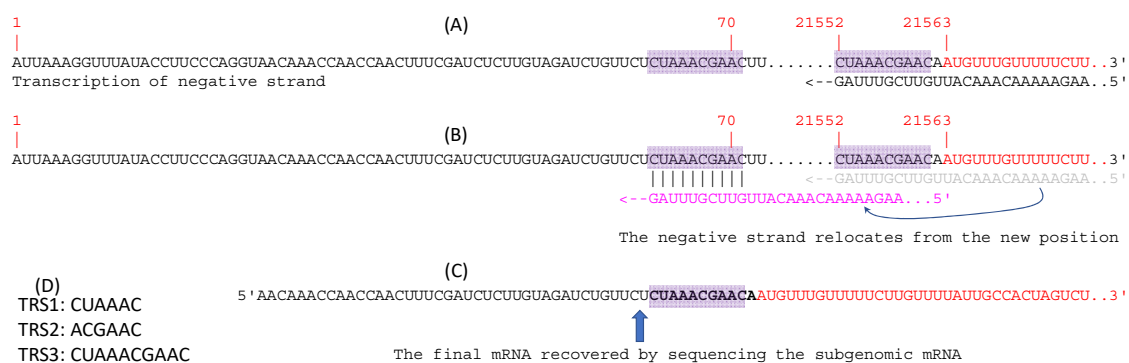 (A)
1 70 21552 21563
AUUAAAGGUUUAUACCUUCCCAGGUAACAAACCAACCAACUUUCGAUCUCUUGUAGAUCUGUUCUCUAAACGAACUU.......CUAAACGAACAAUGUUUGUUUUUCUU..3'
Transcription of negative strand <--GAUUUGCUUGUUACAAACAAAAAGAA..5'
1 (B) 70 21552 21563
AUUAAAGGUUUAUACCUUCCCAGGUAACAAACCAACCAACUUUCGAUCUCUUGUAGAUCUGUUCUCUAAACGAACUU.......CUAAACGAACAAUGUUUGUUUUUCUU..3'
<--GAUUUGCUUGUUACAAACAAAAAGAA..5'
<--GAUUUGCUUGUUACAAACAAAAAGAA...5'
The negative strand relocates from the new position
(C)
5'AACAAACCAACCAACUUUCGAUCUCUUGUAGAUCUGUUCUCUAAACGAACAAUGUUUGUUUUUCUUGUUUUAUUGCCACUAGUCU..3'
The final mRNA recovered by sequencing the subgenomic mRNA
(D)
TRS1: CUAAAC
TRS2: ACGAAC
TRS3: CUAAACGAAC